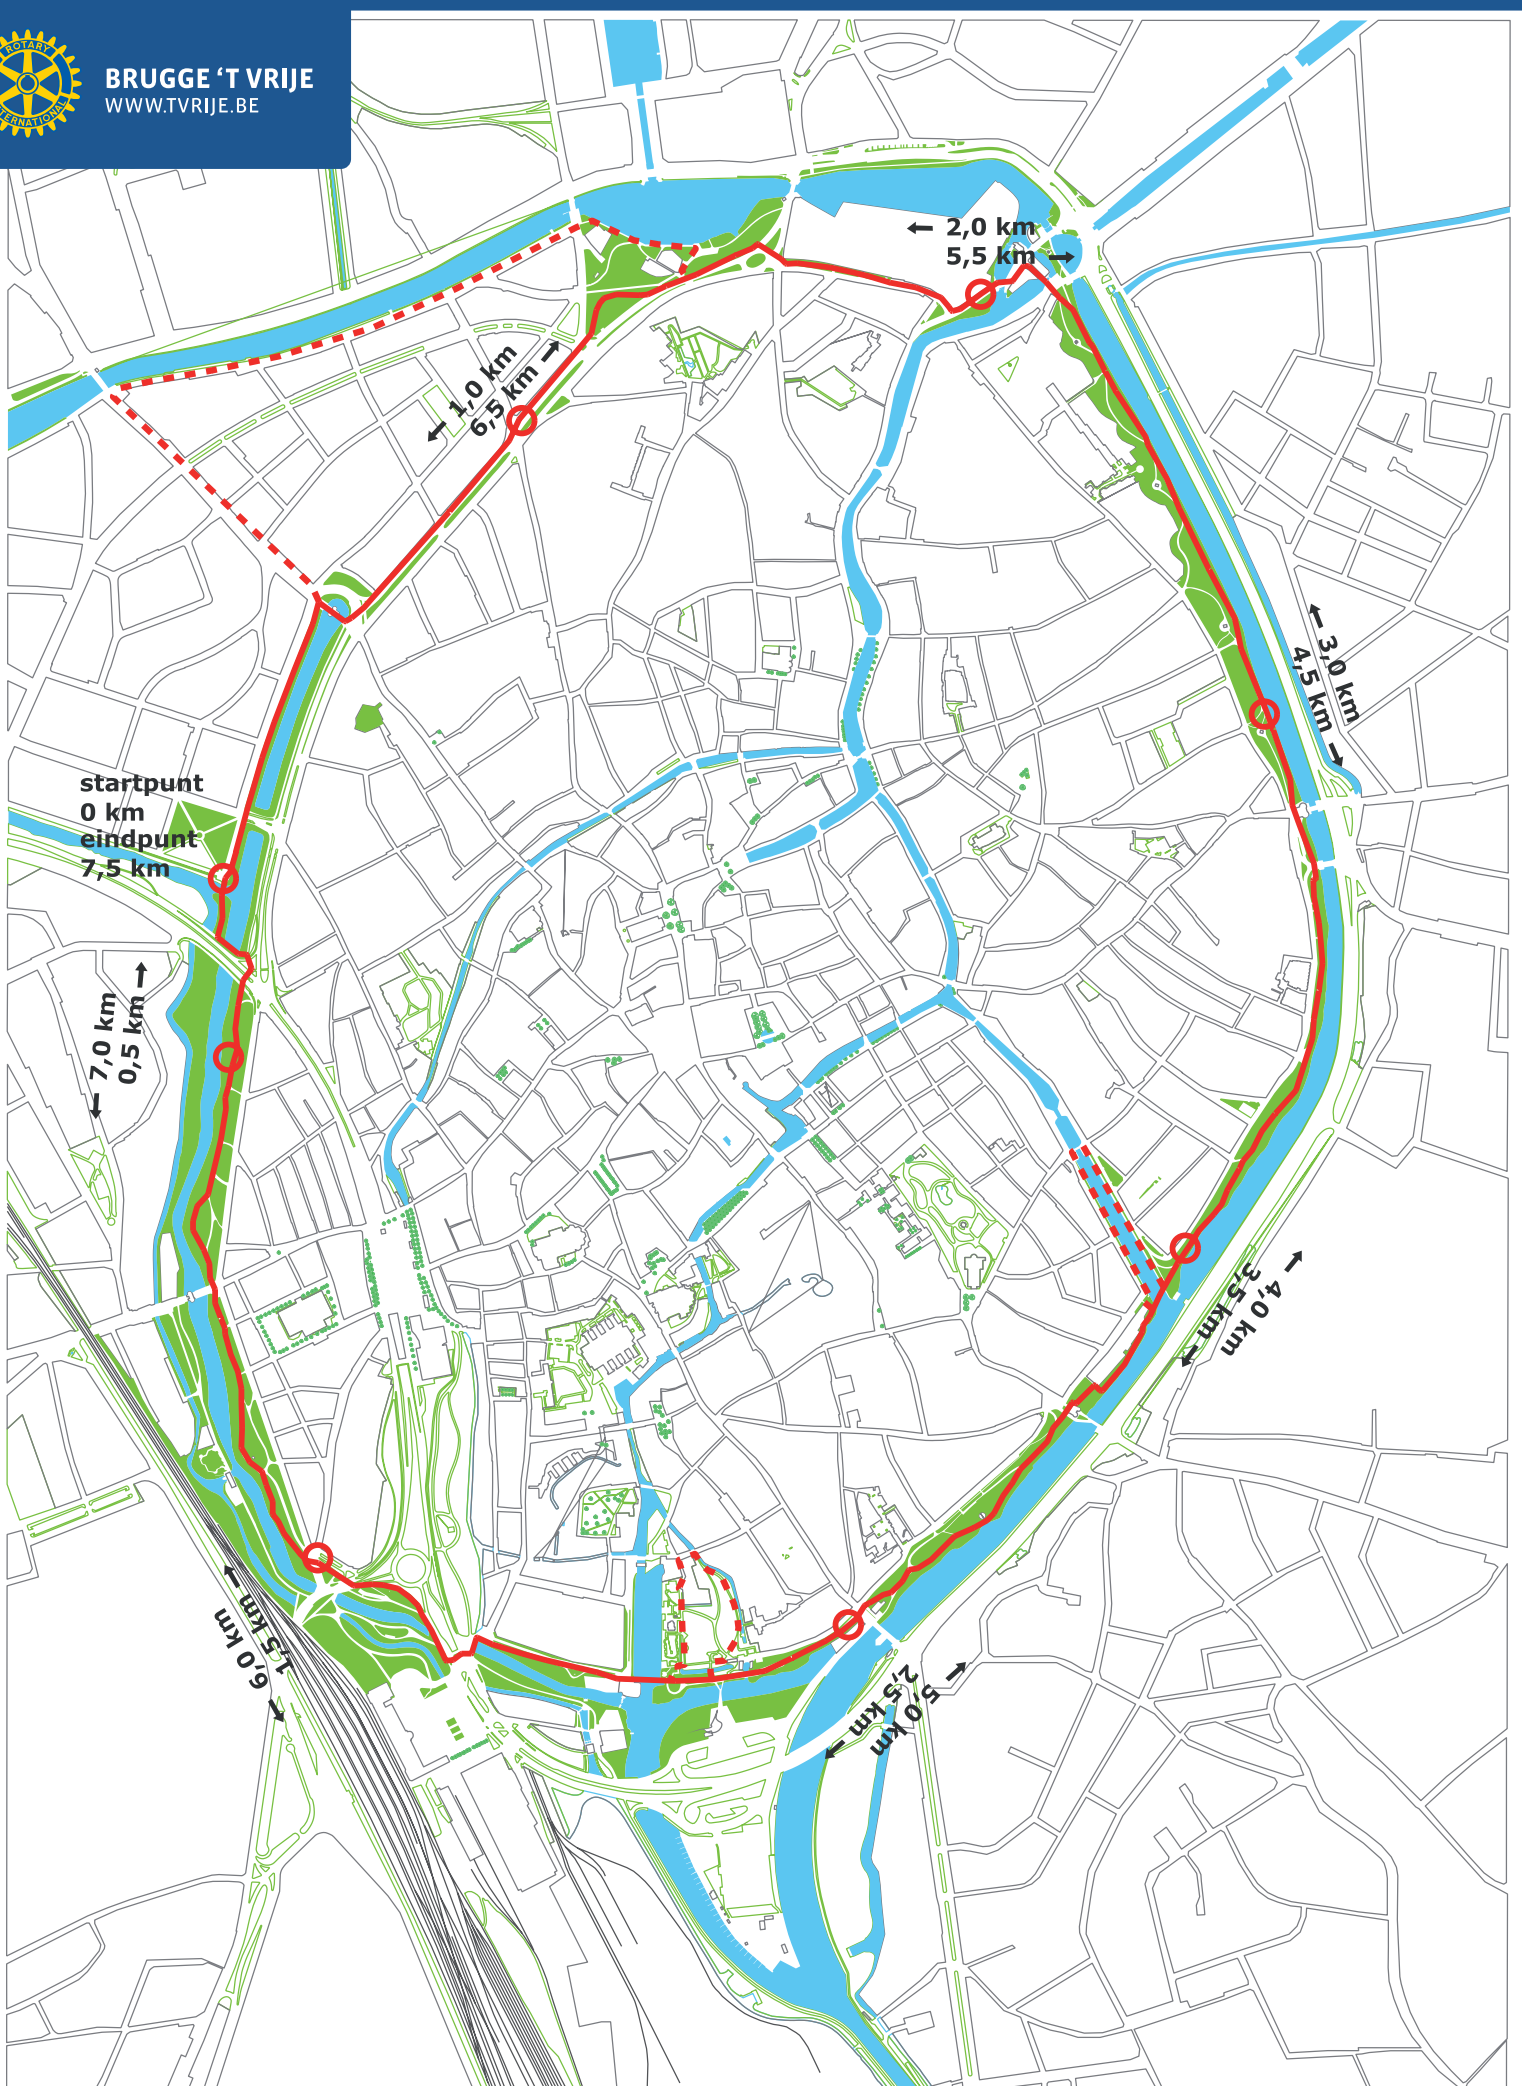 ROTARY
INTERNATIONAL
BRUGGE ‘T VRIJE
WWW.TVRIJE.BE
2,0 km
5,5 km
1,0 km
6,5 km
3,0 km
4,5 km
startpunt
0 km
eindpunt
7,5 km
7,0 km
0,5 km
4,0 km
3,5 km
1,5 km
6,0 km
5,0 km
2,5 km